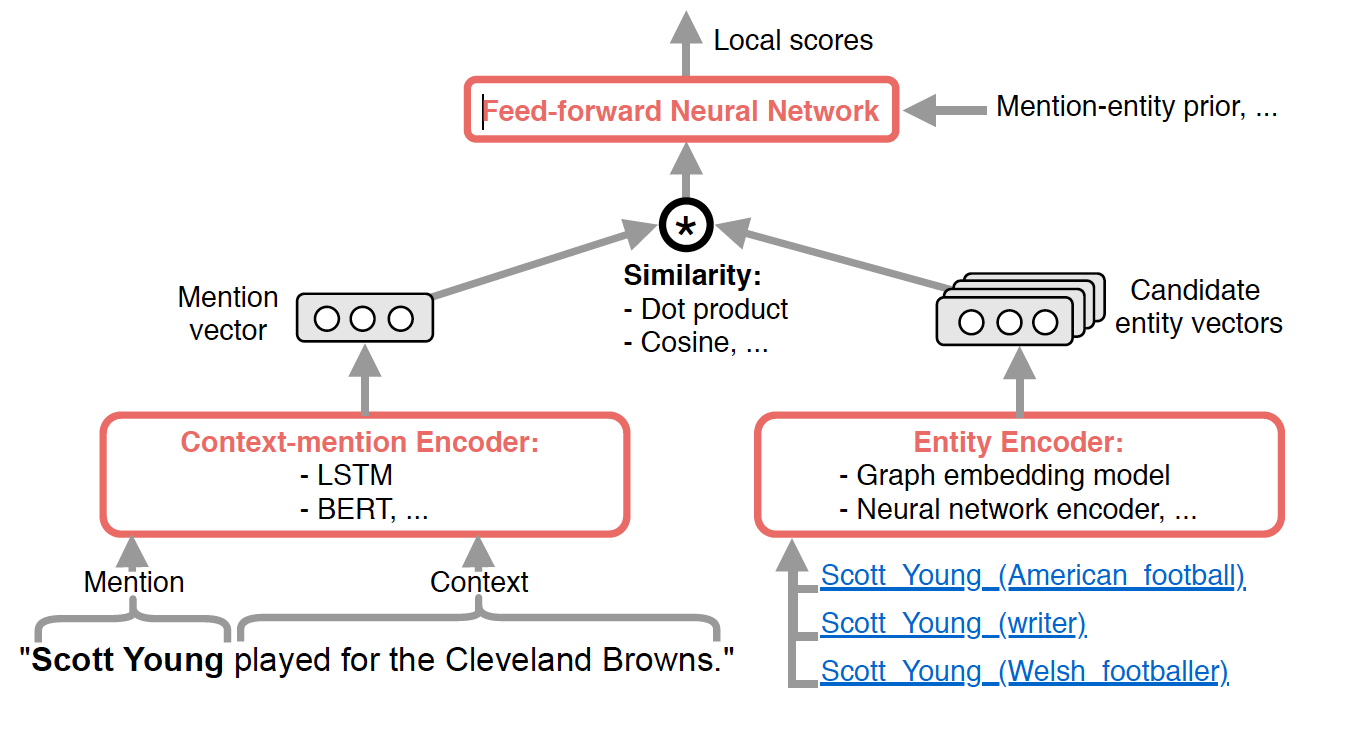 Local scores
Feed-forward Neural Network
Mention-entity prior, ...
*
Similarity:
- Dot product
- Cosine, ...
Mention
vector
Candidate
entity vectors
Context-mention Encoder:
- LSTM
- BERT, ...
Entity Encoder:
- Graph embedding model
- Neural network encoder, ...
Mention
Context
"Scott Young played for the Cleveland Browns."
Scott_Young_(American_football)
Scott_Young_(writer)
Scott_Young_(Welsh_footballer)